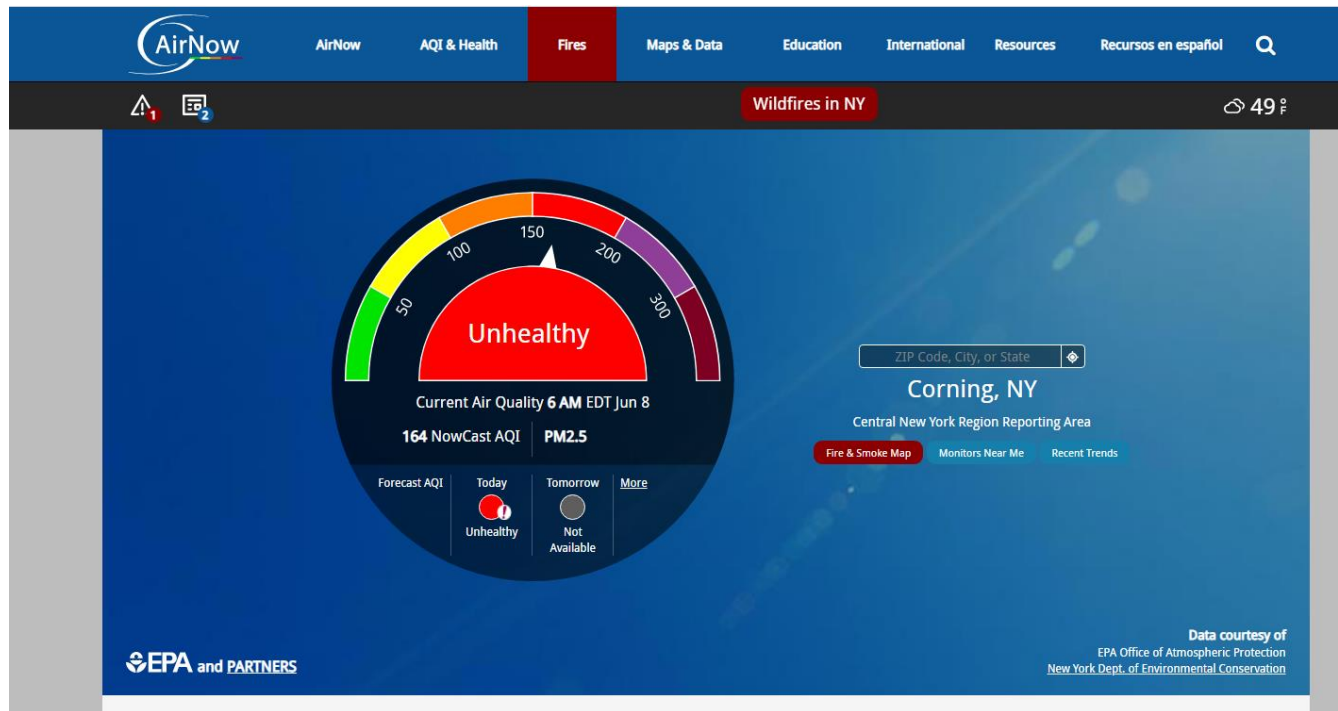 AirNow
AirNow AQI & Health Fires Maps & Data Education International Resources Recursos en español
1 2 Wildfires in NY 49 °F
50 100 150 200 300
Unhealthy
Current Air Quality 6 AM EDT Jun 8
164 NowCast AQI PM2.5
Forecast AQI Today Tomorrow More
!
Unhealthy Not
Available
ZIP Code, City, or State
Corning, NY
Central New York Region Reporting Area
Fire & Smoke Map Monitors Near Me Recent Trends
EPA and PARTNERS
Data courtesy of
EPA Office of Atmospheric Protection
New York Dept. of Environmental Conservation